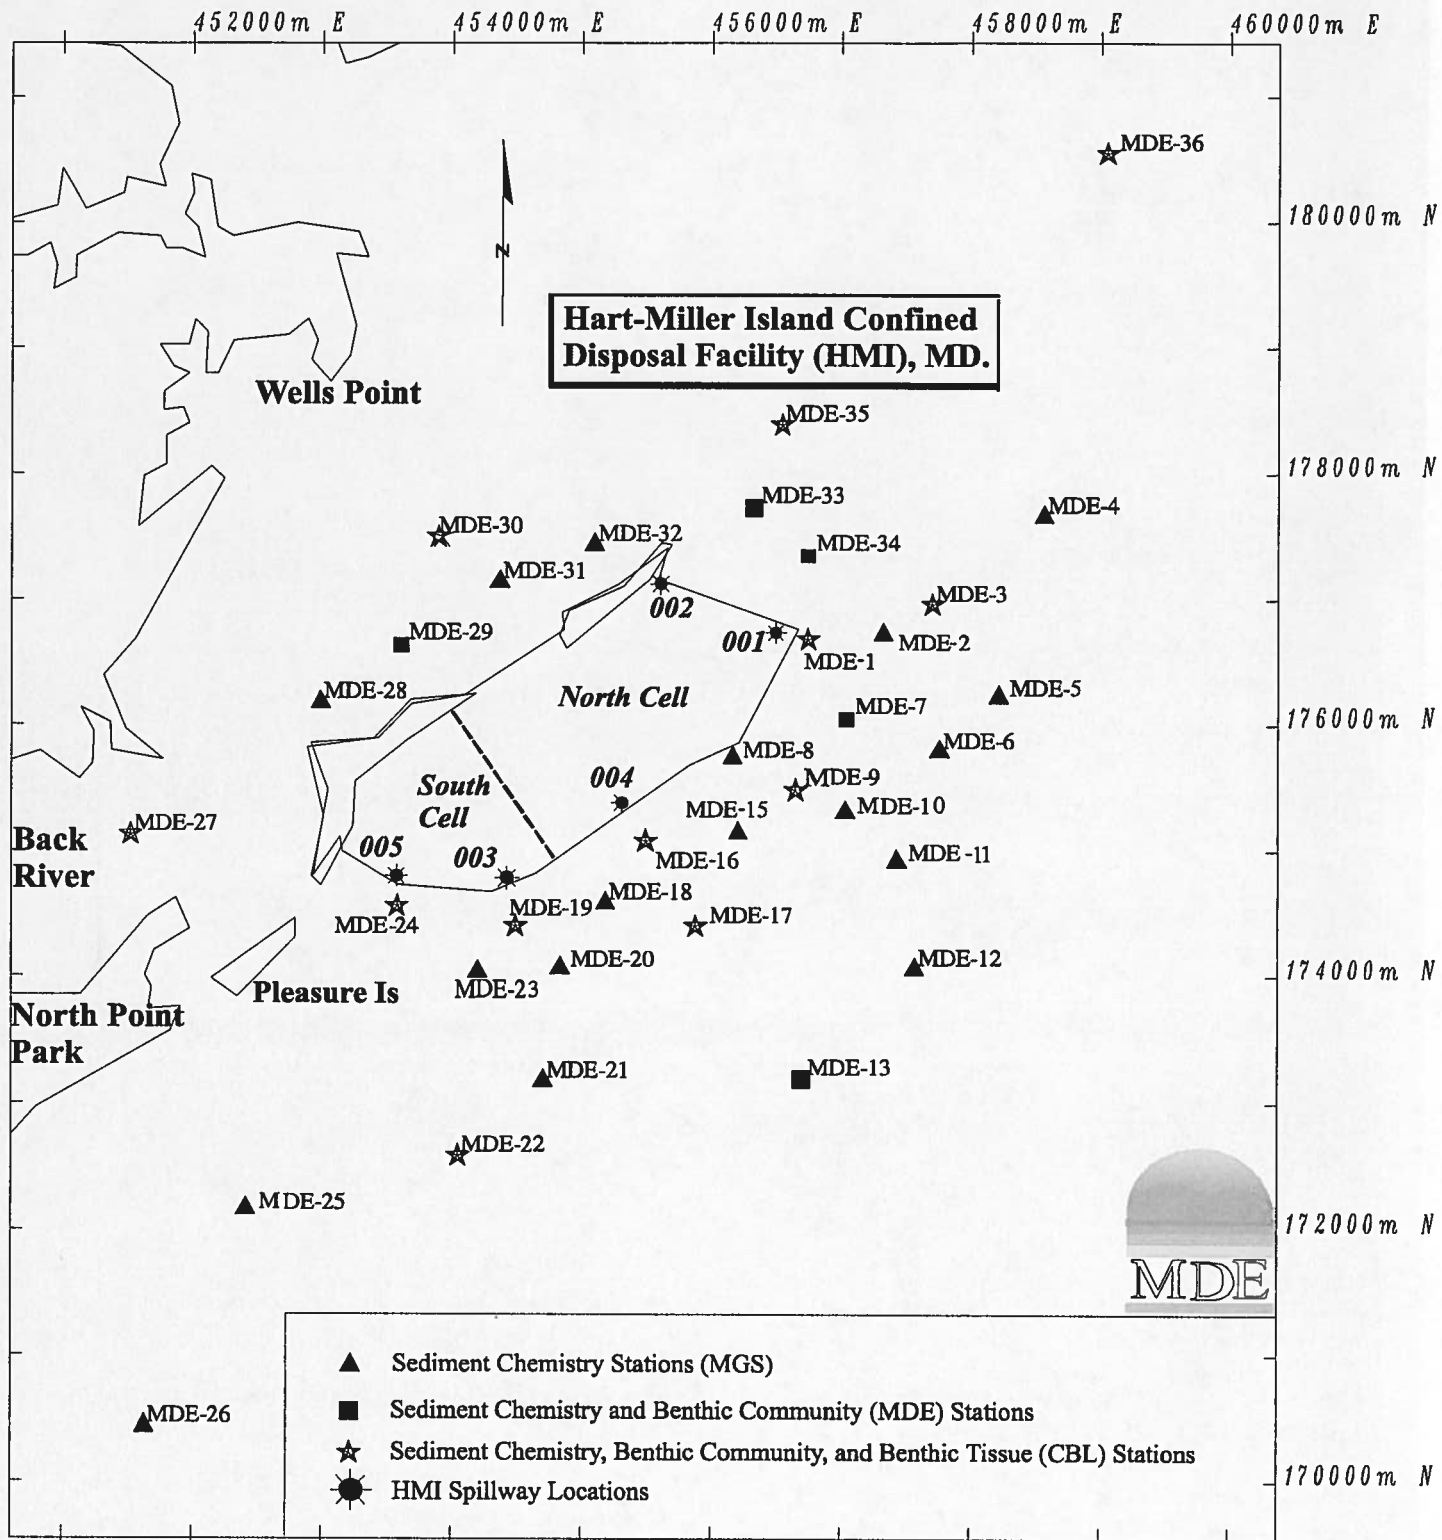 452000m E 454000m E 456000m E 458000m E 460000m E
MDE-36
180000m N
N
Hart-Miller Island Confined
Disposal Facility (HMI), MD.
Wells Point
MDE-35
178000m N
MDE-33
MDE-4
MDE-30
MDE-32
MDE-34
MDE-31
MDE-3
002
MDE-29
001
MDE-2
MDE-1
MDE-28
North Cell
MDE-5
MDE-7
176000m N
MDE-8
MDE-6
South
Cell
004
MDE-9
MDE-15
MDE-10
MDE-27
Back
River
005
003
MDE-16
MDE-11
MDE-18
MDE-19
MDE-24
MDE-17
MDE-20
MDE-12
174000m N
MDE-23
Pleasure Is
North Point
Park
MDE-21
MDE-13
MDE-22
MDE-25
172000m N
MDE
Sediment Chemistry Stations (MGS)
Sediment Chemistry and Benthic Community (MDE) Stations
MDE-26
Sediment Chemistry, Benthic Community, and Benthic Tissue (CBL) Stations
170000m N
HMI Spillway Locations